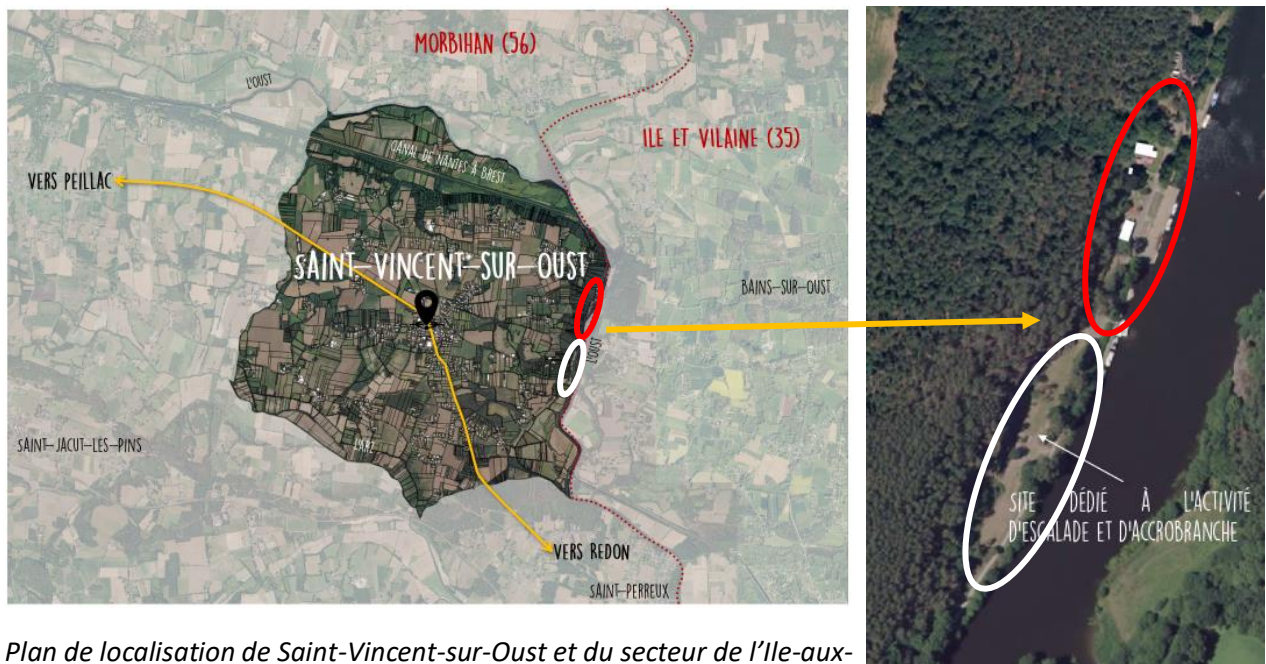 MORBIHAN (56)
L'OUST
ILE ET VILAINE (35)
CANAL DE NANTES À BREST
VERS PEILLAC
SAINT-VINCENT-SUR-OUST
BAINS-SUR-OUST
L'OUST
SAINT-JACUT-LES-PINS
VERS REDON
SAINT-PERREUX
SITE DÉDIÉ À L'ACTIVITÉ
D'ESCALADE ET D'ACCROBRANCHE
Plan de localisation de Saint-Vincent-sur-Oust et du secteur de l'Ile-aux-